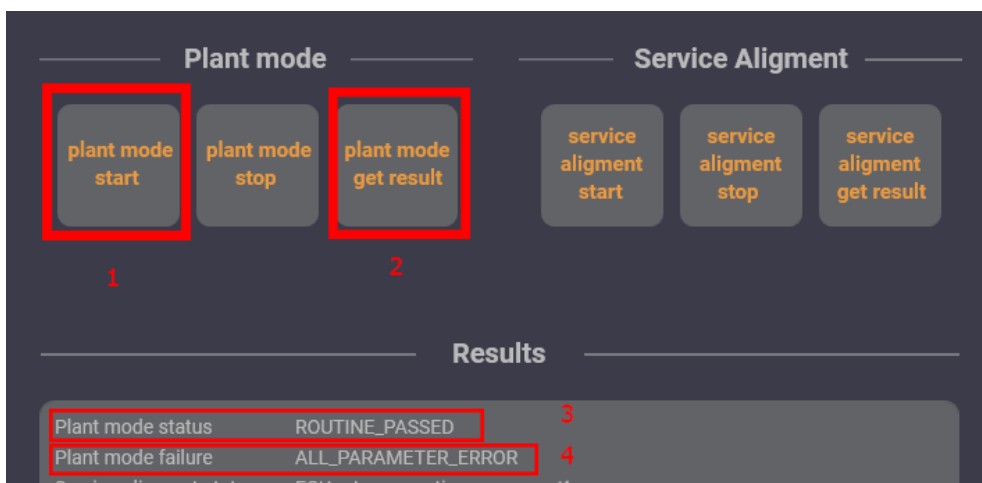 Plant mode
Service Aligment
plant mode
start
plant mode
stop
plant mode
get result
service
aligment
start
service
aligment
stop
service
aligment
get result
1
2
Results
Plant mode status ROUTINE_PASSED 3
Plant mode failure ALL_PARAMETER_ERROR 4